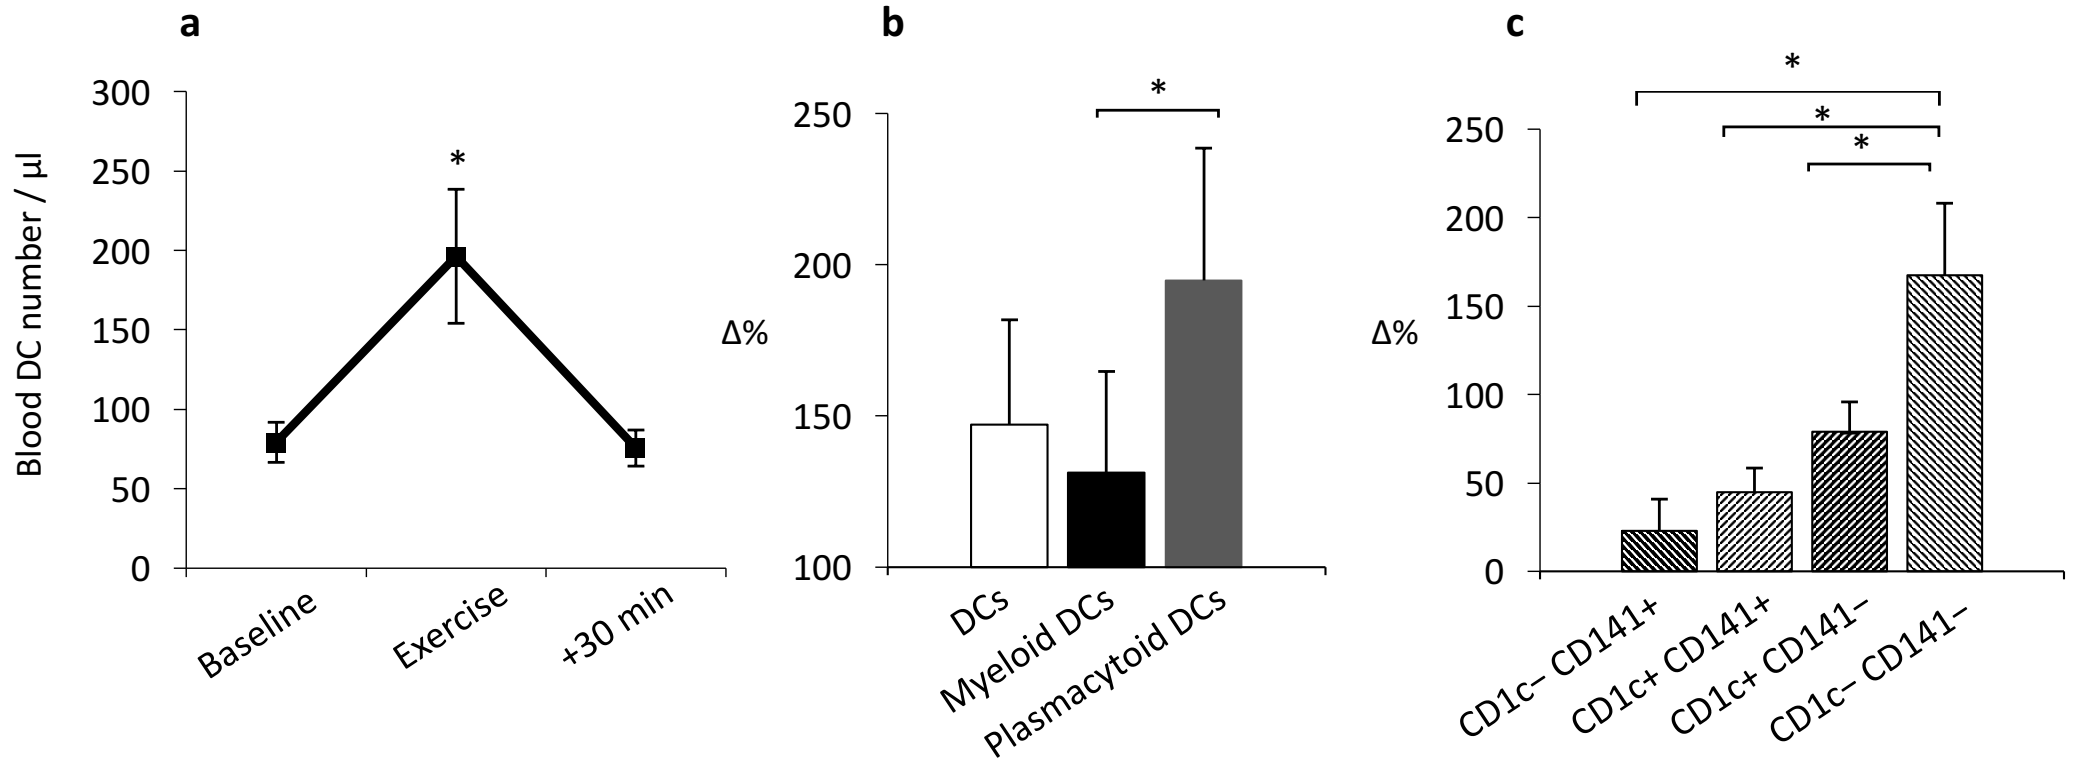 a
Blood DC number / µl
300
250
200
150
100
50
0
*
Baseline
Exercise
+30 min
b
Δ%
250
200
150
100
*
DCs
Myeloid DCs
Plasmacytoid DCs
c
Δ%
250
200
150
100
50
0
*
*
*
CD1c– CD141+
CD1c+ CD141+
CD1c+ CD141–
CD1c– CD141–